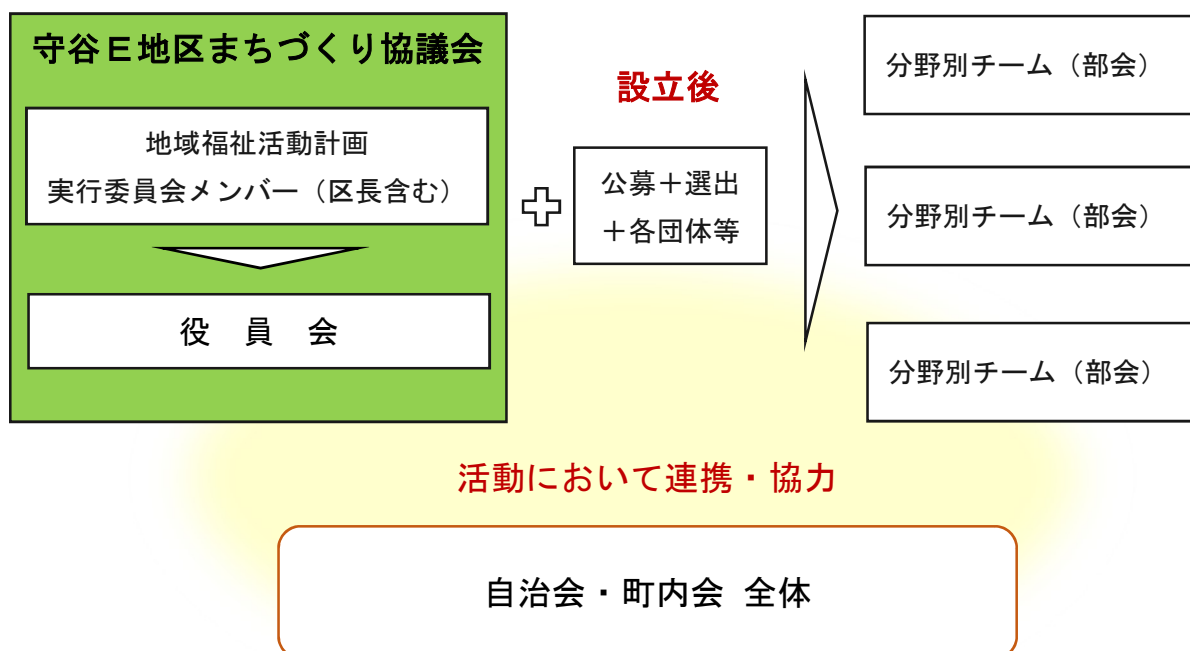 守谷Ｅ地区まちづくり協議会
地域福祉活動計画
実行委員会メンバー（区長含む）
役　員　会
設立後
公募＋選出
＋各団体等
分野別チーム（部会）
分野別チーム（部会）
分野別チーム（部会）
活動において連携・協力
自治会・町内会 全体